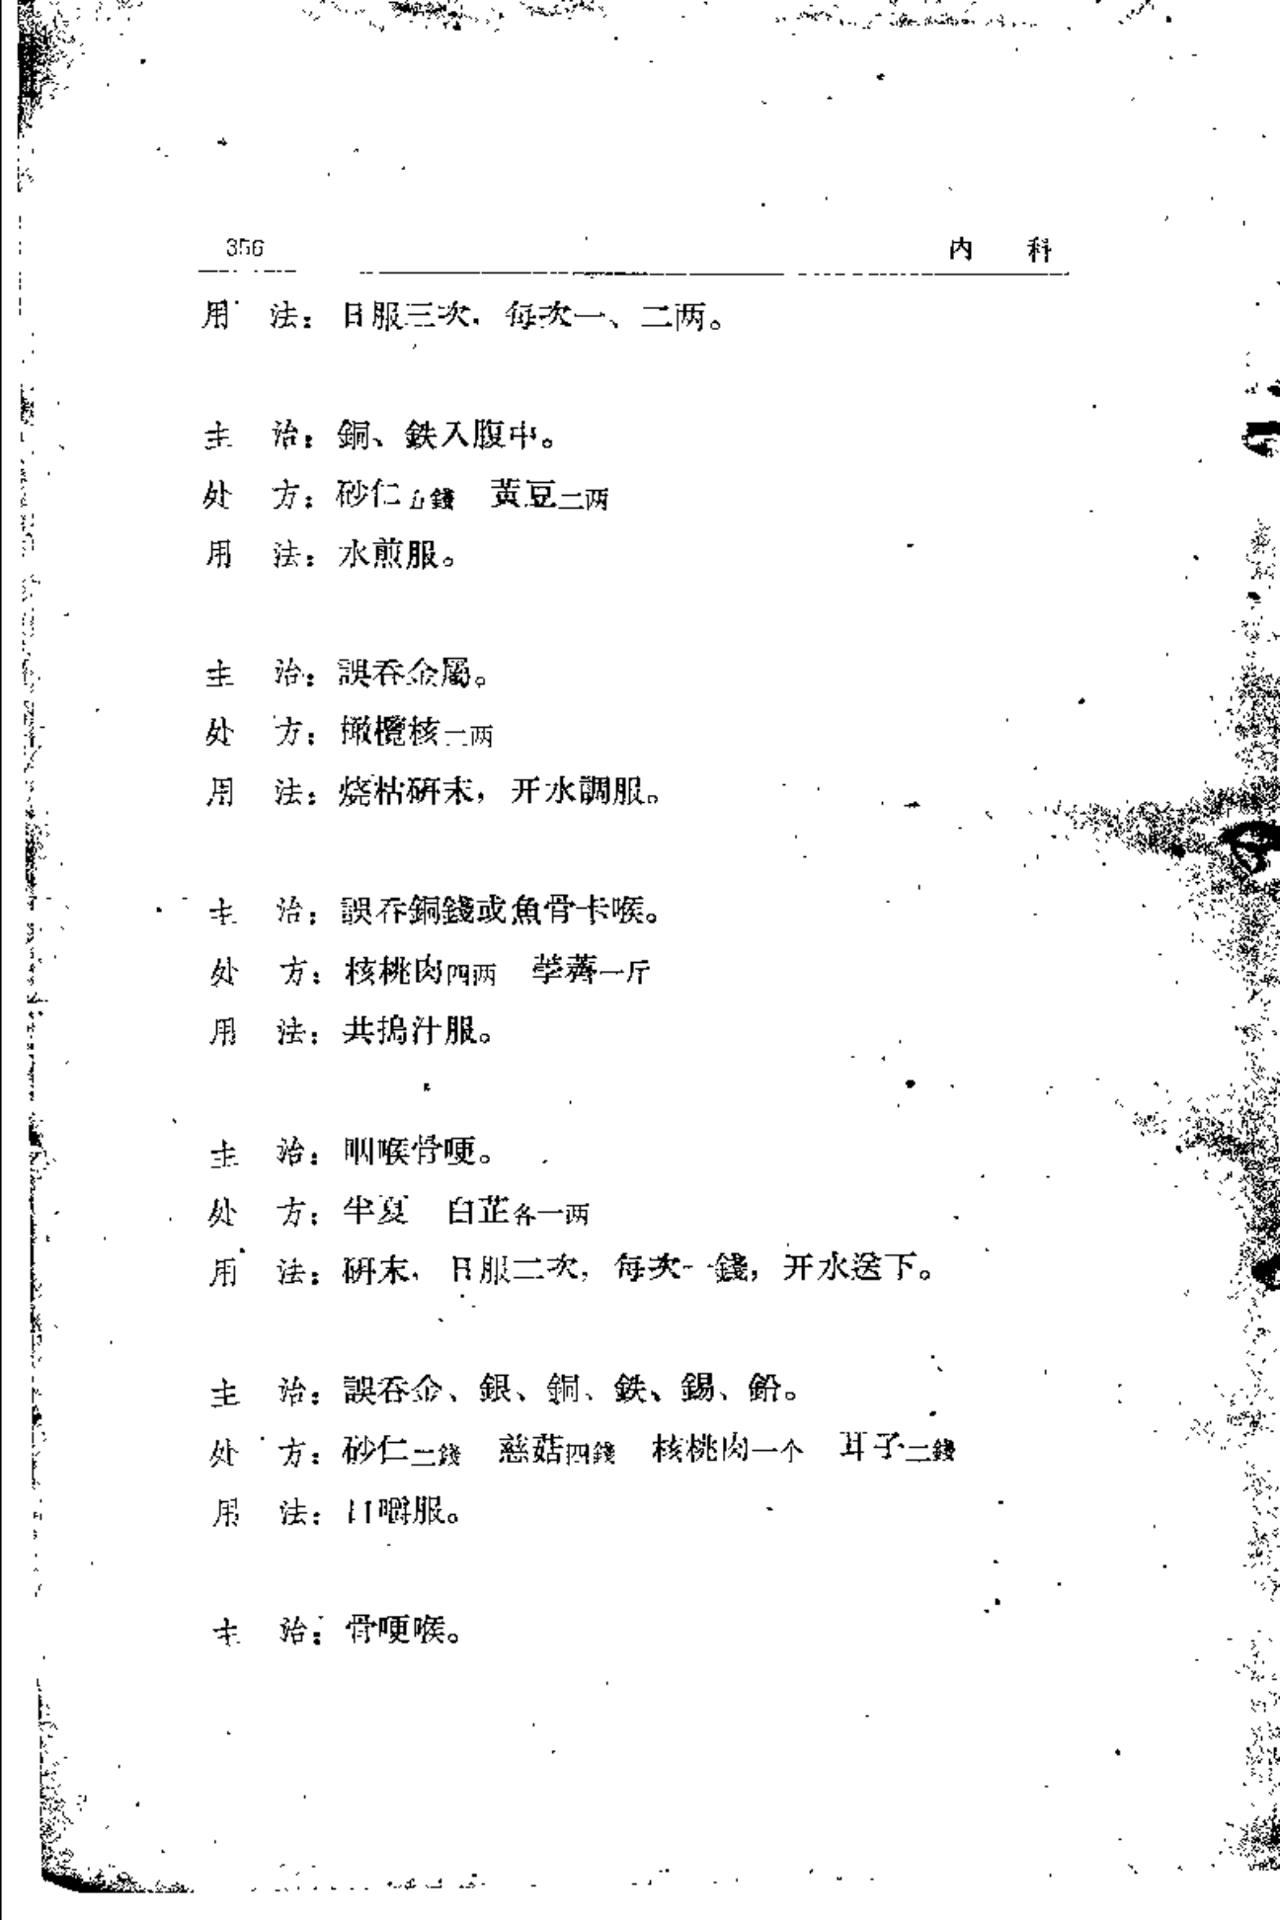 356 内 科
用 法：日服三次，每次一、二两。
主 治：銅、鉄入腹中。
处 方：砂仁五錢 黃豆二两
用 法：水煎服。
主 治：誤吞金屬。
处 方：橄欖核二两
用 法：烧枯研末，开水調服。
主 治：誤吞銅錢或魚骨卡喉。
处 方：核桃肉四两 荸薺一斤
用 法：共搗汁服。
主 治：咽喉骨哽。
处 方：半夏 白芷各一两
用 法：研末，日服二次，每次一錢，开水送下。
主 治：誤吞金、銀、銅、鉄、錫、鉛。
处 方：砂仁二錢 慈菇四錢 核桃肉一个 耳子二錢
用 法：口嚼服。
主 治：骨哽喉。